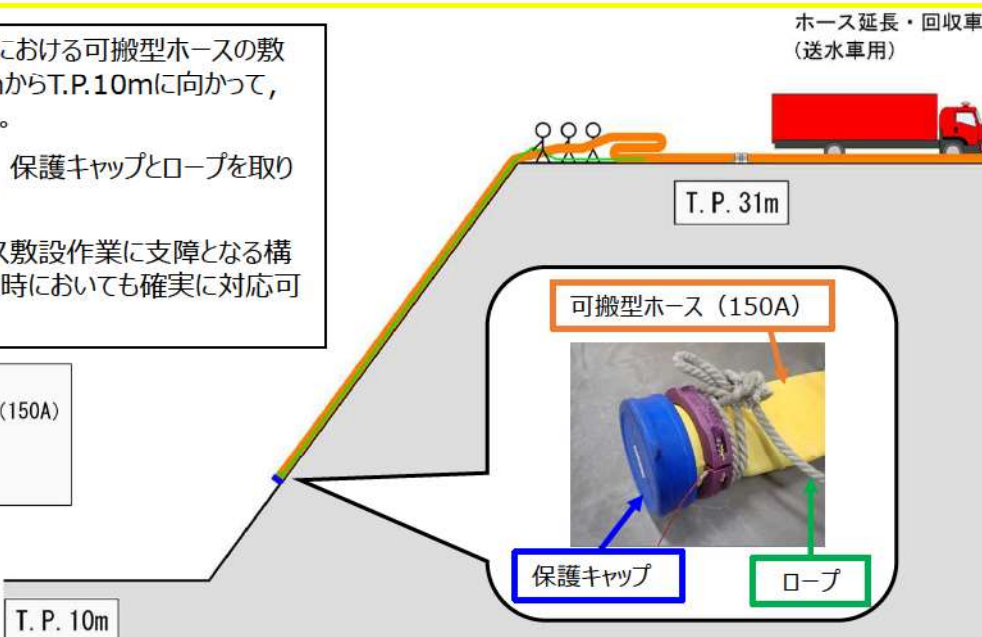 における可搬型ホースの敷
からT.P.10mに向かって,
。
保護キャップとロープを取り
ス敷設作業に支障となる構
時においても確実に対応可
(150A)
ホース延長・回収車
(送水車用)
T.P.31m
可搬型ホース（150A）
保護キャップ
ロープ
T.P.10m